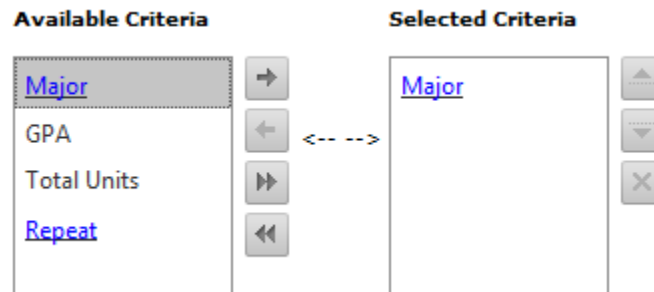 Available Criteria
Selected Criteria
Major
GPA
Total Units
Repeat
<-- -->
Major